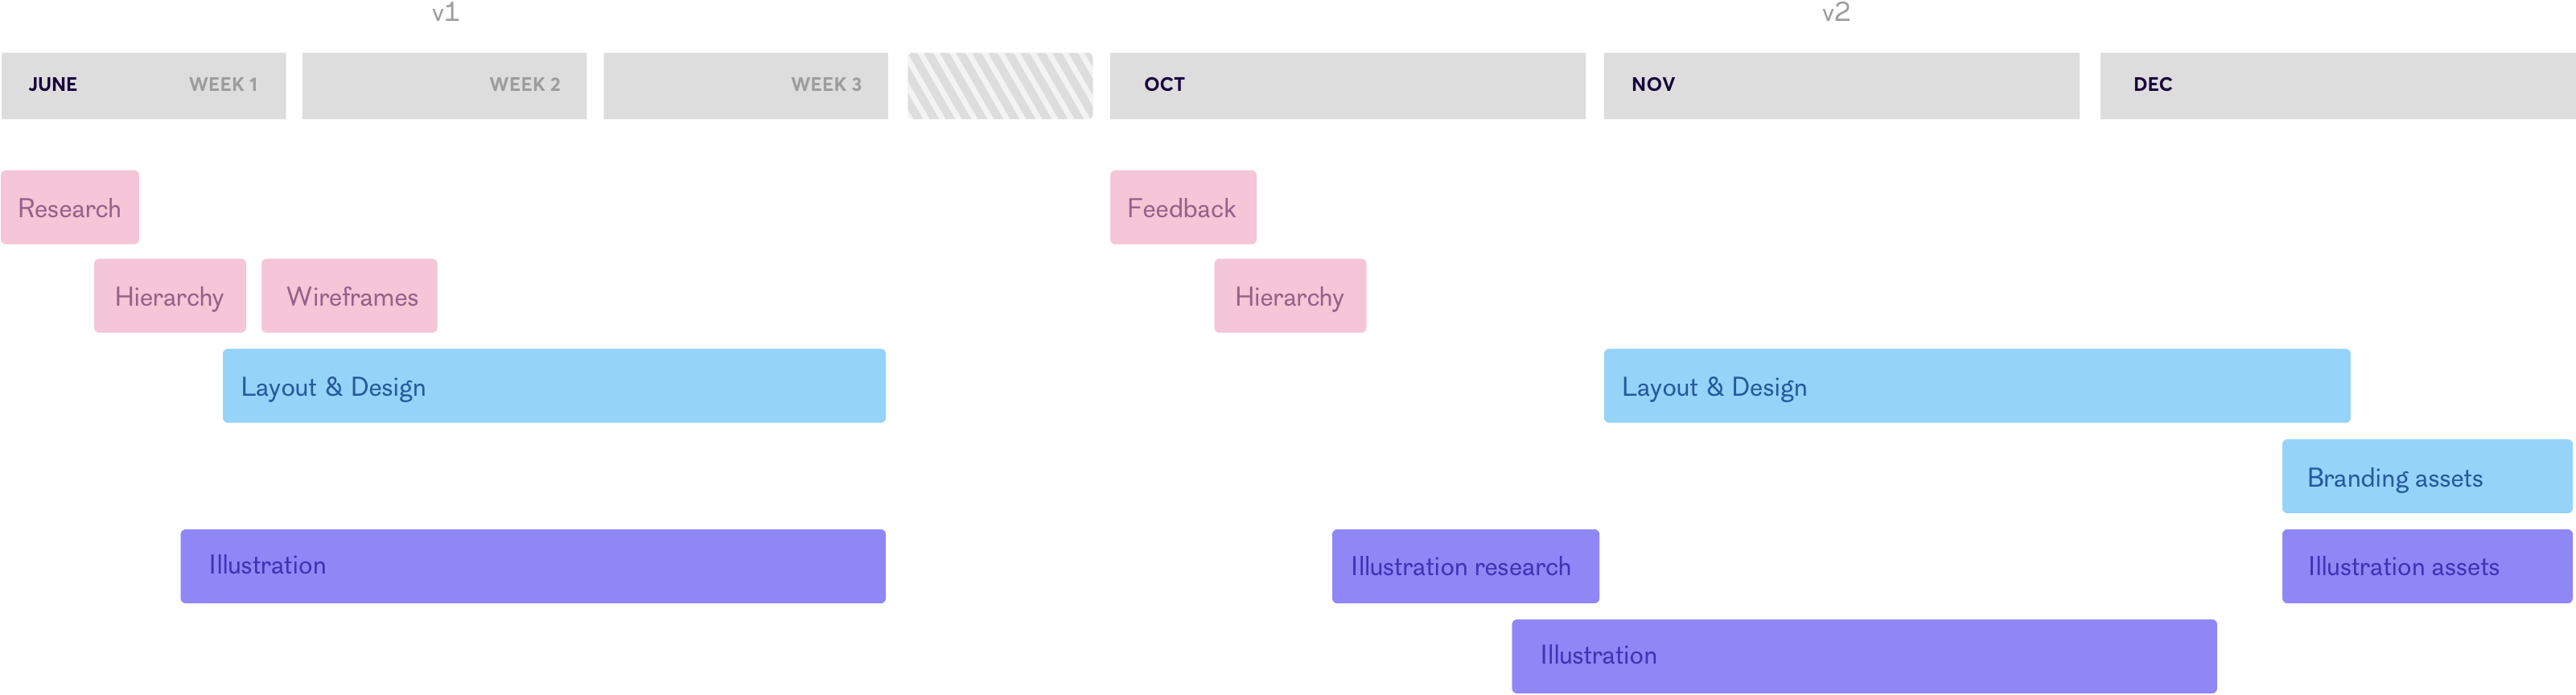 v1
v2
JUNE WEEK 1 WEEK 2 WEEK 3 OCT NOV DEC
Research
Feedback
Hierarchy
Wireframes
Hierarchy
Layout & Design
Layout & Design
Branding assets
Illustration
Illustration research
Illustration assets
Illustration